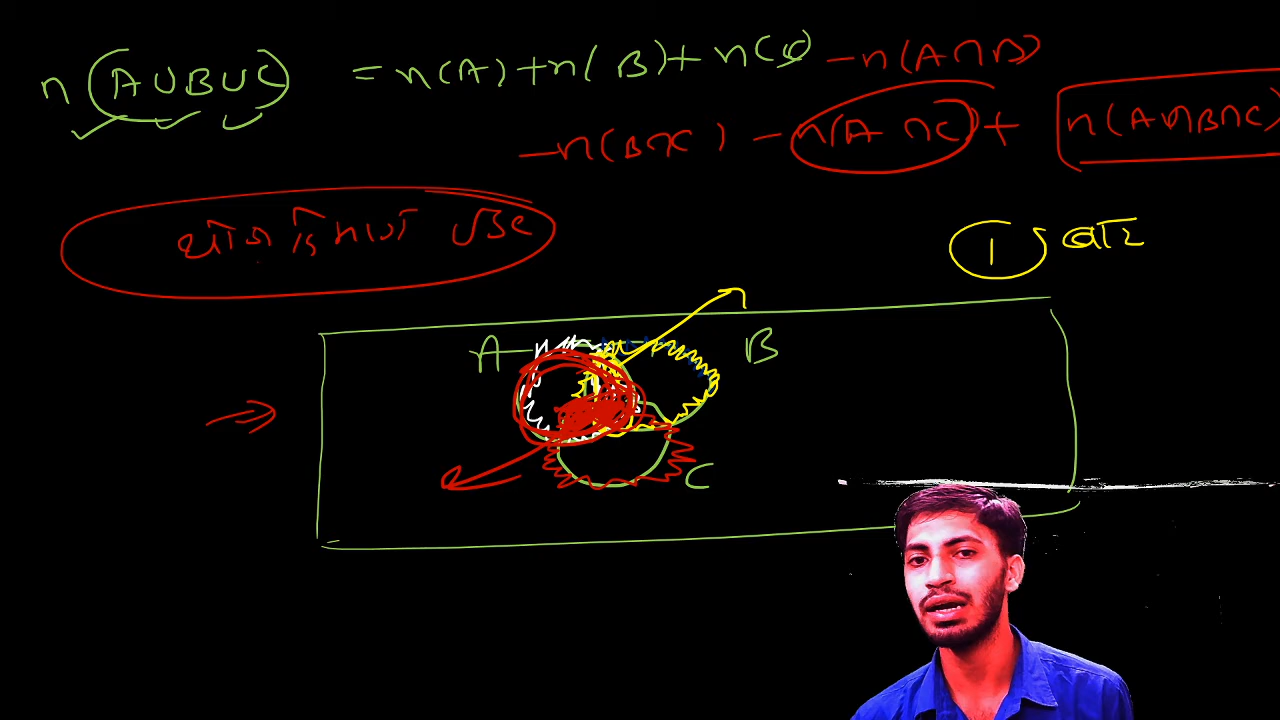 n (A∪B∪C) = n(A) + n(B) + n(C) - n(A∩B)
- n(B∩C) - n(A∩C) + n(A∩B∩C)
1
A B
C